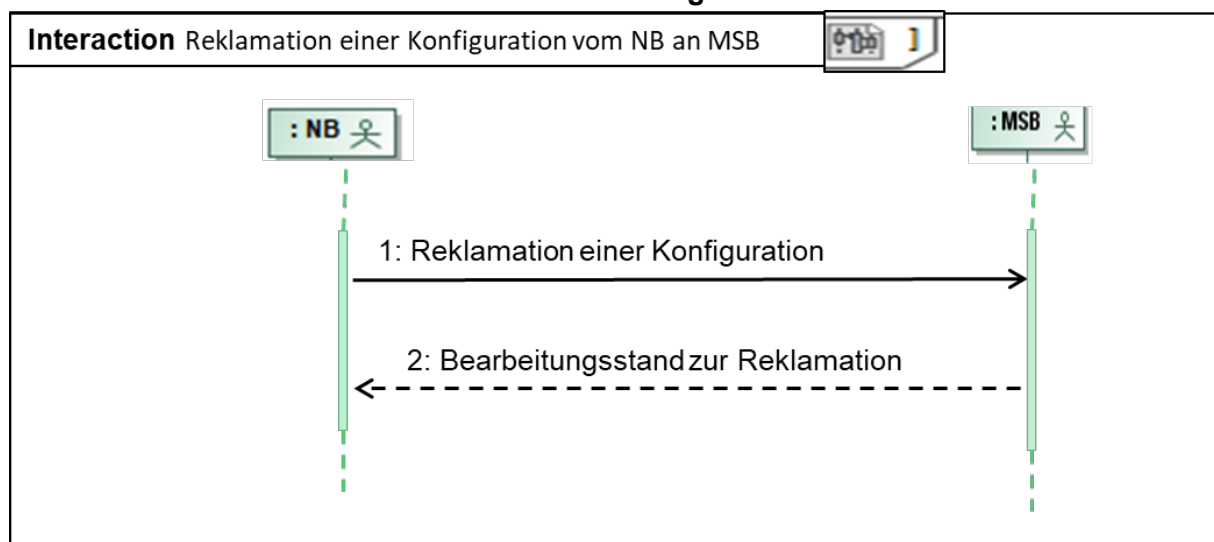 Interaction Reklamation einer Konfiguration vom NB an MSB
: NB
: MSB
1: Reklamation einer Konfiguration
2: Bearbeitungsstand zur Reklamation